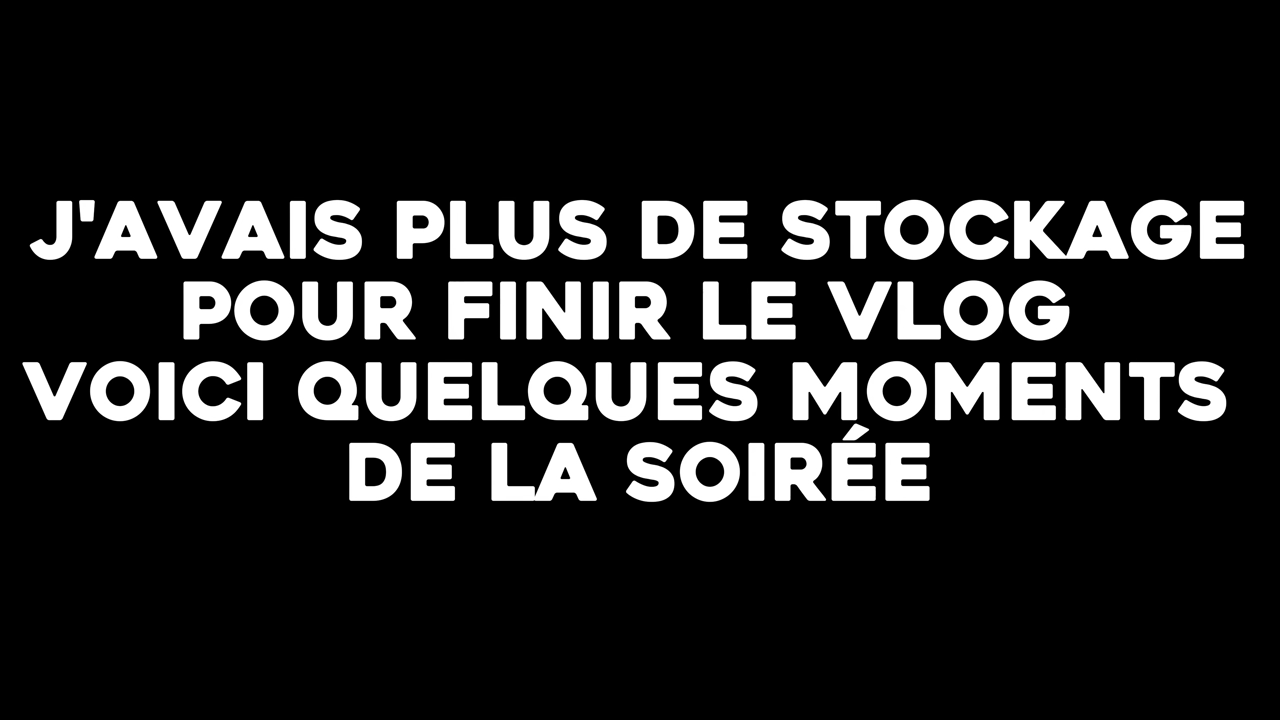 J'AVAIS PLUS DE STOCKAGE
POUR FINIR LE VLOG
VOICI QUELQUES MOMENTS
DE LA SOIRÉE